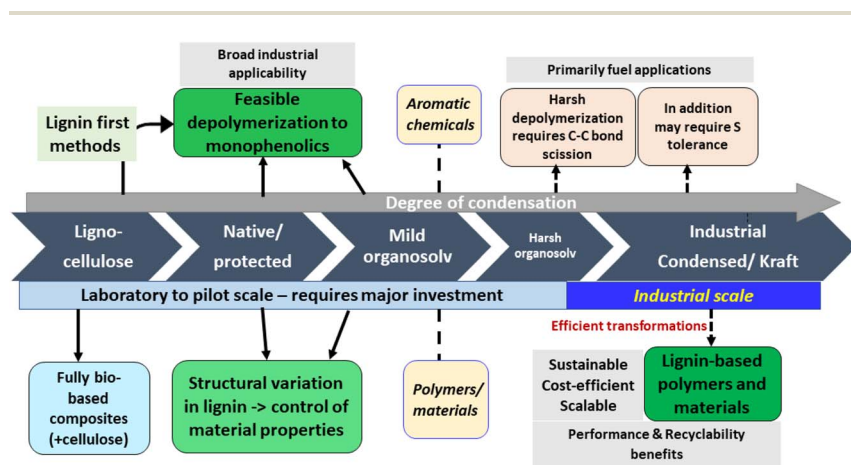 Broad industrial
applicability
Primarily fuel applications
Lignin first
methods
Feasible
depolymerization to
monophenolics
Aromatic
chemicals
Harsh
depolymerization
requires C-C bond
scission
In addition
may require S
tolerance
Degree of condensation
Ligno-
cellulose
Native/
protected
Mild
organosolv
Harsh
organosolv
Industrial
Condensed/ Kraft
Laboratory to pilot scale – requires major investment
Industrial scale
Efficient transformations
Fully bio-
based
composites
(+cellulose)
Structural variation
in lignin -> control of
material properties
Polymers/
materials
Sustainable
Cost-efficient
Scalable
Lignin-based
polymers and
materials
Performance & Recyclability
benefits